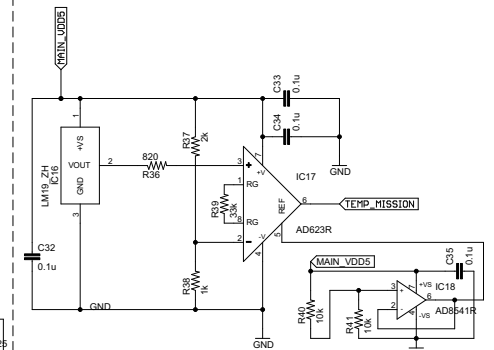 MAIN_VDD5
C33
0.1u
C34
0.1u
GND
1
+VS
LM19_ZH
IC16
VOUT
GND
2
3
820
R36
R37
2k
3
7
+V
IC17
1
RG
R39
33k
8
RG
REF
6
TEMP_MISSION
5
2
-V
4
AD623R
C32
0.1u
R38
1k
GND
GND
MAIN_VDD5
C35
0.1u
R40
10k
R41
10k
3
2
7
+VS
IC18
6
4
-VS
AD8541R